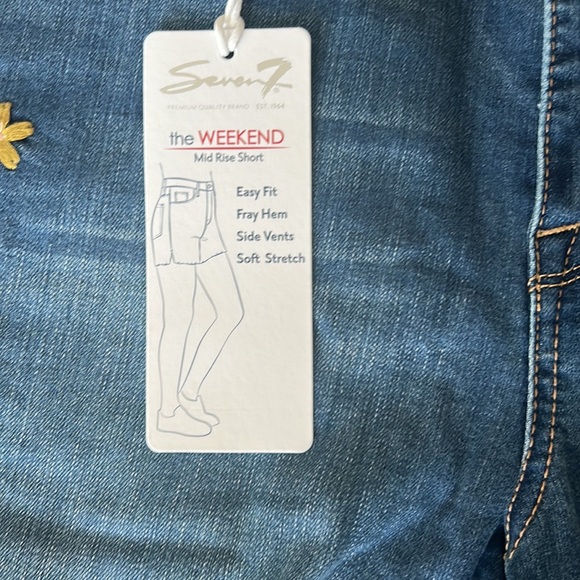 Seven7
PREMIUM QUALITY BRAND EST. 1964
the WEEKEND
Mid Rise Short
Easy Fit
Fray Hem
Side Vents
Soft Stretch